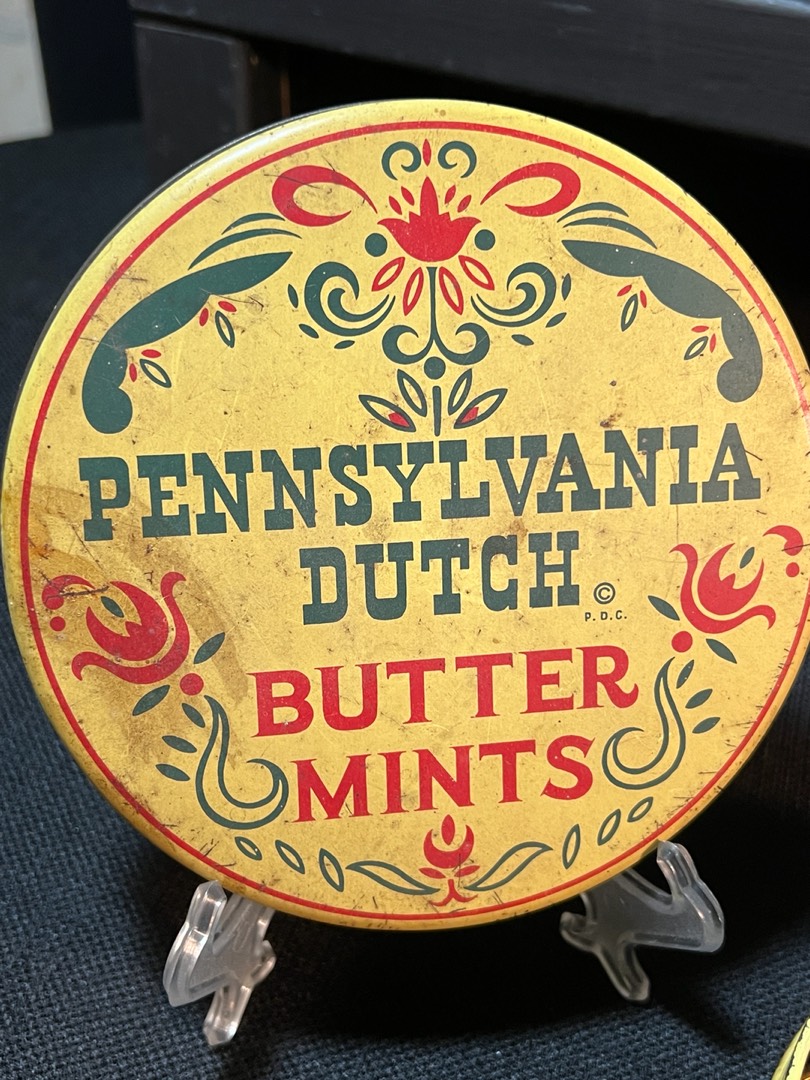 PENNSYLVANIA
DUTCH ©
P.D.C.
BUTTER
MINTS